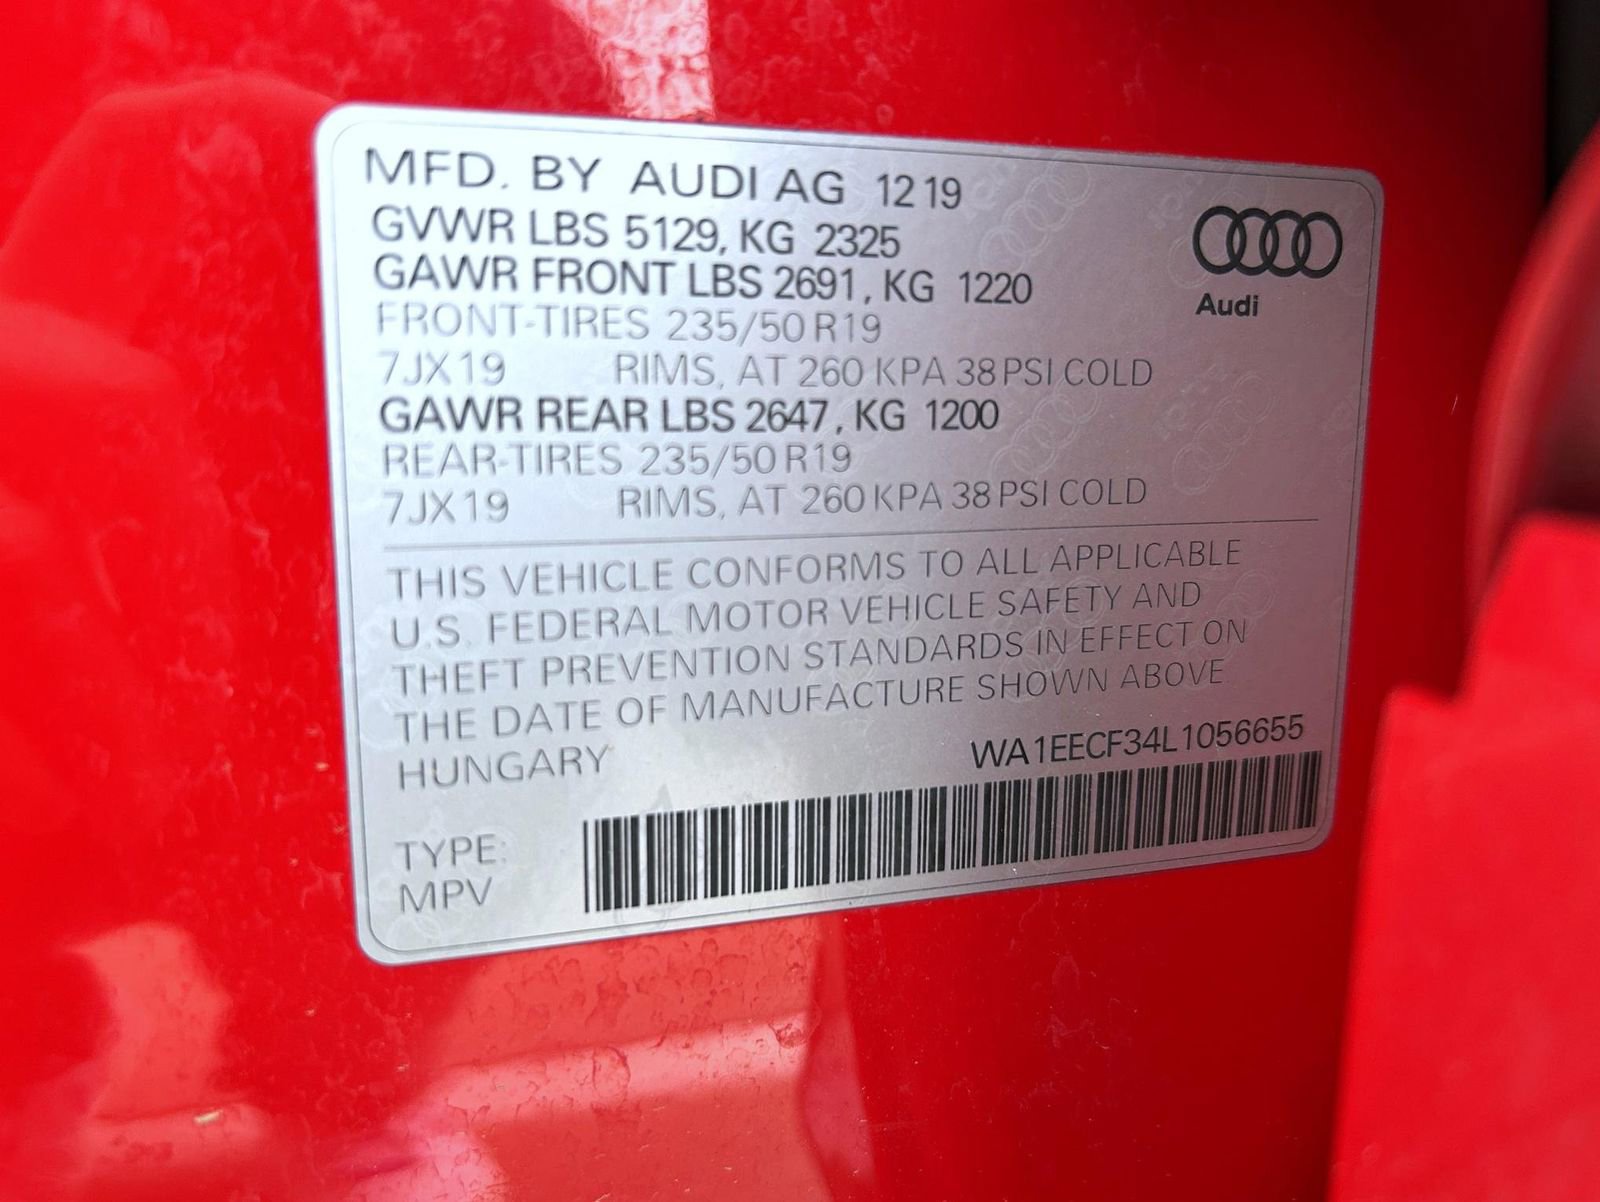 MFD. BY AUDI AG 12 19
GVWR LBS 5129, KG 2325
GAWR FRONT LBS 2691, KG 1220
FRONT-TIRES 235/50 R19
7JX19 RIMS, AT 260 KPA 38 PSI COLD
GAWR REAR LBS 2647, KG 1200
REAR-TIRES 235/50 R19
7JX19 RIMS, AT 260 KPA 38 PSI COLD
Audi
THIS VEHICLE CONFORMS TO ALL APPLICABLE
U.S. FEDERAL MOTOR VEHICLE SAFETY AND
THEFT PREVENTION STANDARDS IN EFFECT ON
THE DATE OF MANUFACTURE SHOWN ABOVE
HUNGARY WA1EECF34L1056655
TYPE:
MPV